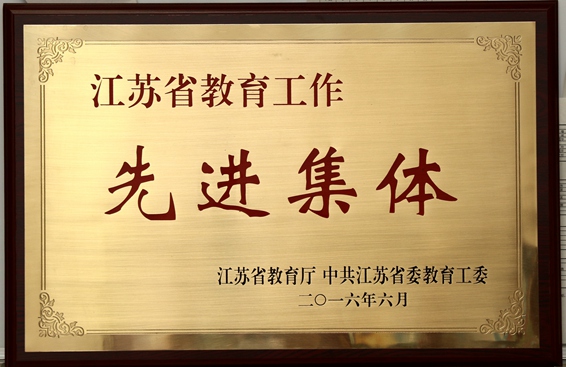 江苏省教育工作
先进集体
江苏省教育厅 中共江苏省委教育工委
二〇一六年六月